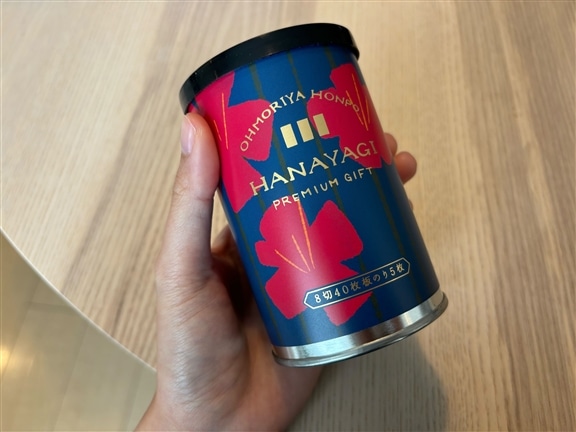 OHMORIYA HONPO
HANAYAGI
PREMIUM GIFT
8切40枚板のり5枚